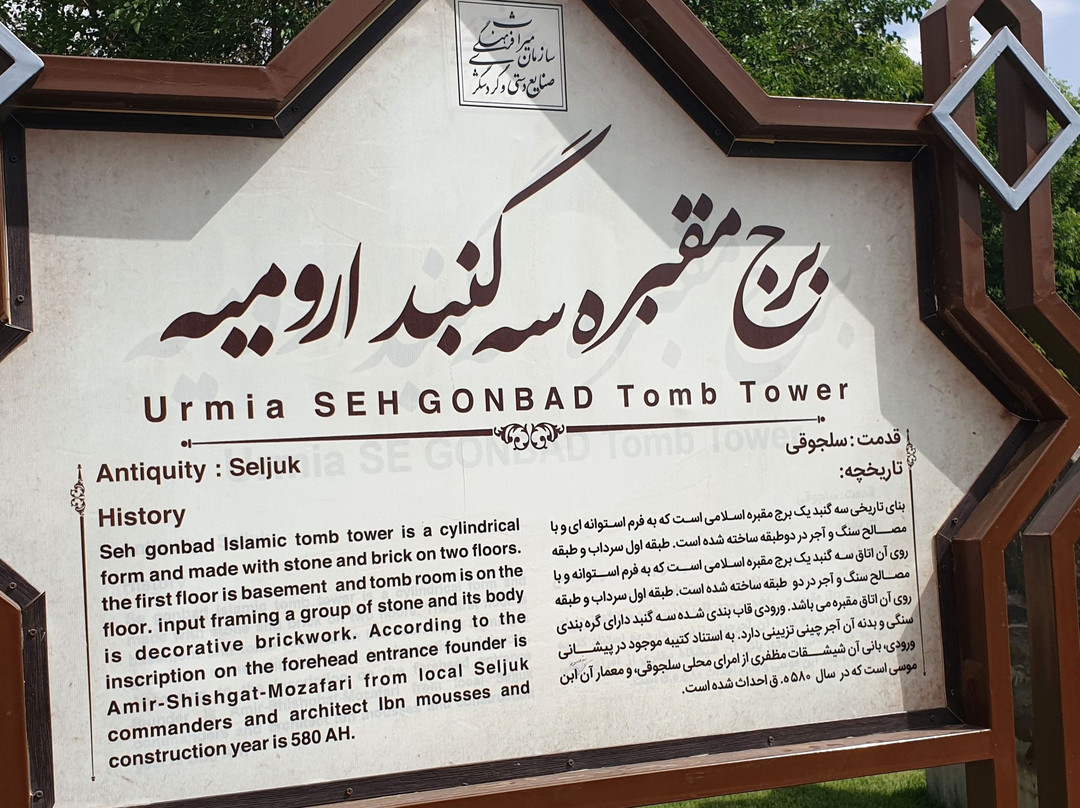 سازمان میراث فرهنگی
صنایع دستی و گردشگری
برج مقبره سه گنبد ارومیه
Urmia SEH GONBAD Tomb Tower
Antiquity : Seljuk
History
Seh gonbad Islamic tomb tower is a cylindrical
form and made with stone and brick on two floors.
the first floor is basement and tomb room is on the
floor. input framing a group of stone and its body
is decorative brickwork. According to the
inscription on the forehead entrance founder is
Amir-Shishgat-Mozafari from local Seljuk
commanders and architect Ibn mousses and
construction year is 580 AH.
قدمت : سلجوقی
تاریخچه:
بنای تاریخی سه گنبد یک برج مقبره اسلامی است که به فرم استوانه ای و با
مصالح سنگ و آجر در دوطبقه ساخته شده است. طبقه اول سرداب و طبقه
روی آن اتاق سه گنبد یک برج مقبره اسلامی است که به فرم استوانه و با
مصالح سنگ و آجر در دو طبقه ساخته شده است. طبقه اول سرداب و طبقه
روی آن اتاق مقبره می باشد. ورودی قاب بندی شده سه گنبد دارای گره بندی
سنگی و بدنه آن آجر چینی تزیینی دارد. به استناد کتیبه موجود در پیشانی
ورودی، بانی آن شیشقات مظفری از امرای محلی سلجوقی، و معمار آن ابن
موسی است که در سال ۵۸۰ ه. ق احداث شده است.